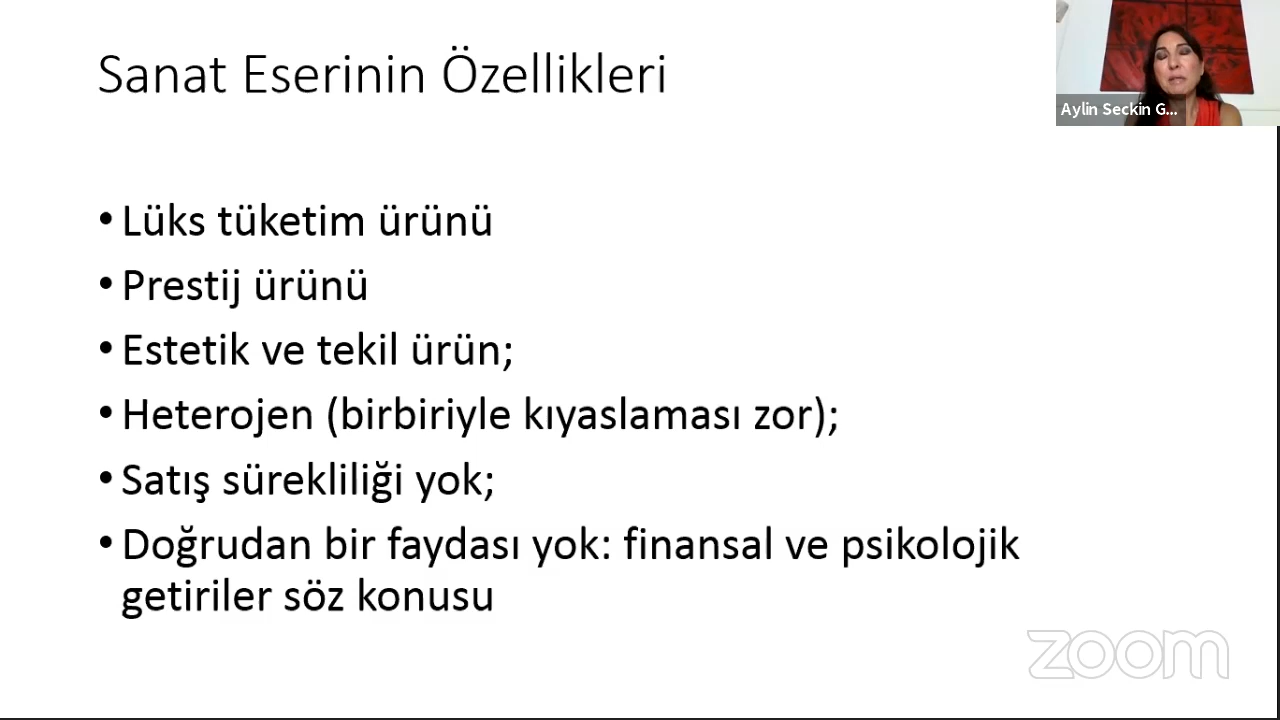 Sanat Eserinin Özellikleri
Aylin Seckin G...
• Lüks tüketim ürünü
• Prestij ürünü
• Estetik ve tekil ürün;
• Heterojen (birbiriyle kıyaslaması zor);
• Satış sürekliliği yok;
• Doğrudan bir faydası yok: finansal ve psikolojik
getiriler söz konusu
zoom